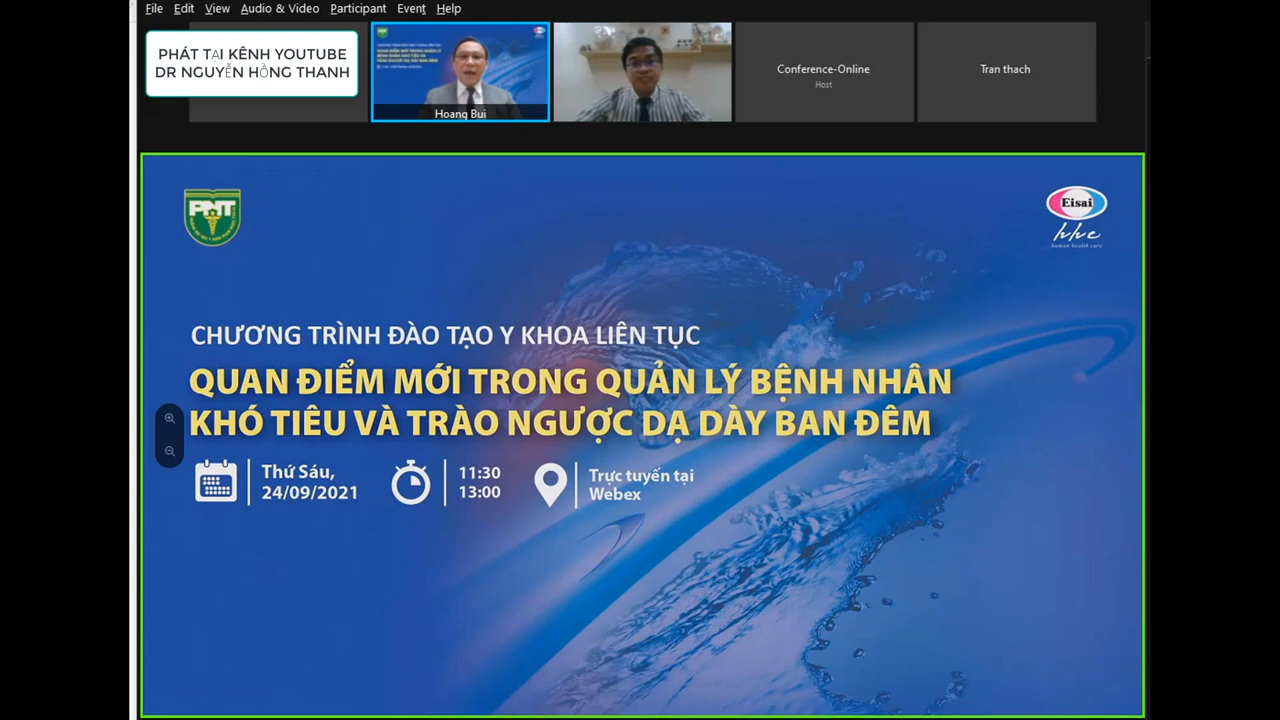 File Edit View Audio & Video Participant Event Help
PHÁT TẠI KÊNH YOUTUBE
DR NGUYỄN HỒNG THANH
Hoang Bui
Conference-Online
Host
Tran thach
PNT
Eisai
hhc
human health care
CHƯƠNG TRÌNH ĐÀO TẠO Y KHOA LIÊN TỤC
QUAN ĐIỂM MỚI TRONG QUẢN LÝ BỆNH NHÂN
KHÓ TIÊU VÀ TRÀO NGƯỢC DẠ DÀY BAN ĐÊM
Thứ Sáu,
24/09/2021
11:30
13:00
Trực tuyến tại
Webex